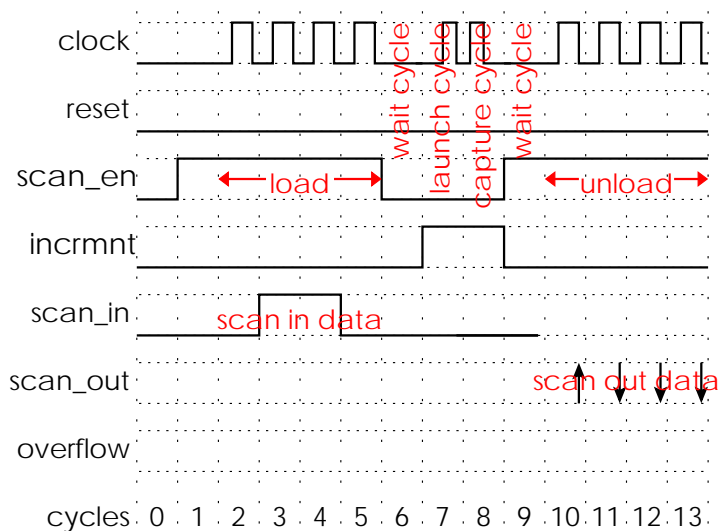 clock
wait cycle
launch cycle
capture cycle
wait cycle
reset
scan_en
load
unload
incrmnt
scan_in
scan in data
scan_out
scan out data
overflow
cycles 0 1 2 3 4 5 6 7 8 9 10 11 12 13